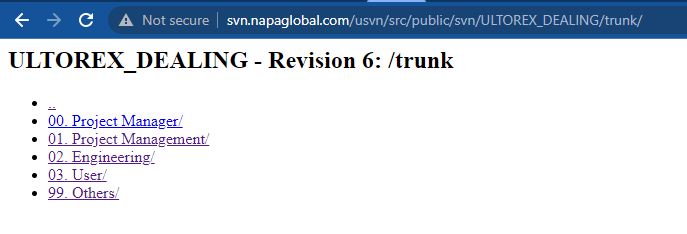 Not secure | svn.napaglobal.com/usvn/src/public/svn/ULTOREX_DEALING/trunk/
ULTOREX_DEALING - Revision 6: /trunk
..
00. Project Manager/
01. Project Management/
02. Engineering/
03. User/
99. Others/